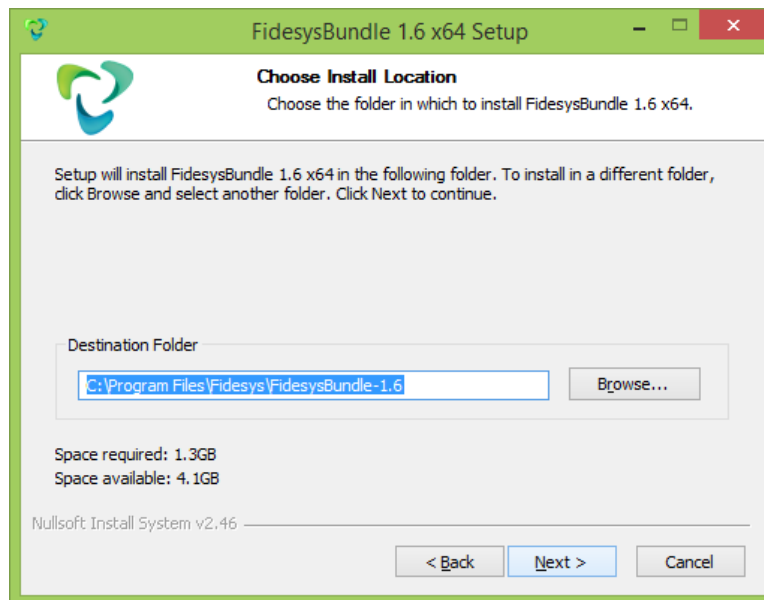 FidesysBundle 1.6 x64 Setup
Choose Install Location
Choose the folder in which to install FidesysBundle 1.6 x64.
Setup will install FidesysBundle 1.6 x64 in the following folder. To install in a different folder,
click Browse and select another folder. Click Next to continue.
Destination Folder
C:\Program Files\Fidesys\FidesysBundle-1.6
Browse...
Space required: 1.3GB
Space available: 4.1GB
Nullsoft Install System v2.46
< Back
Next >
Cancel